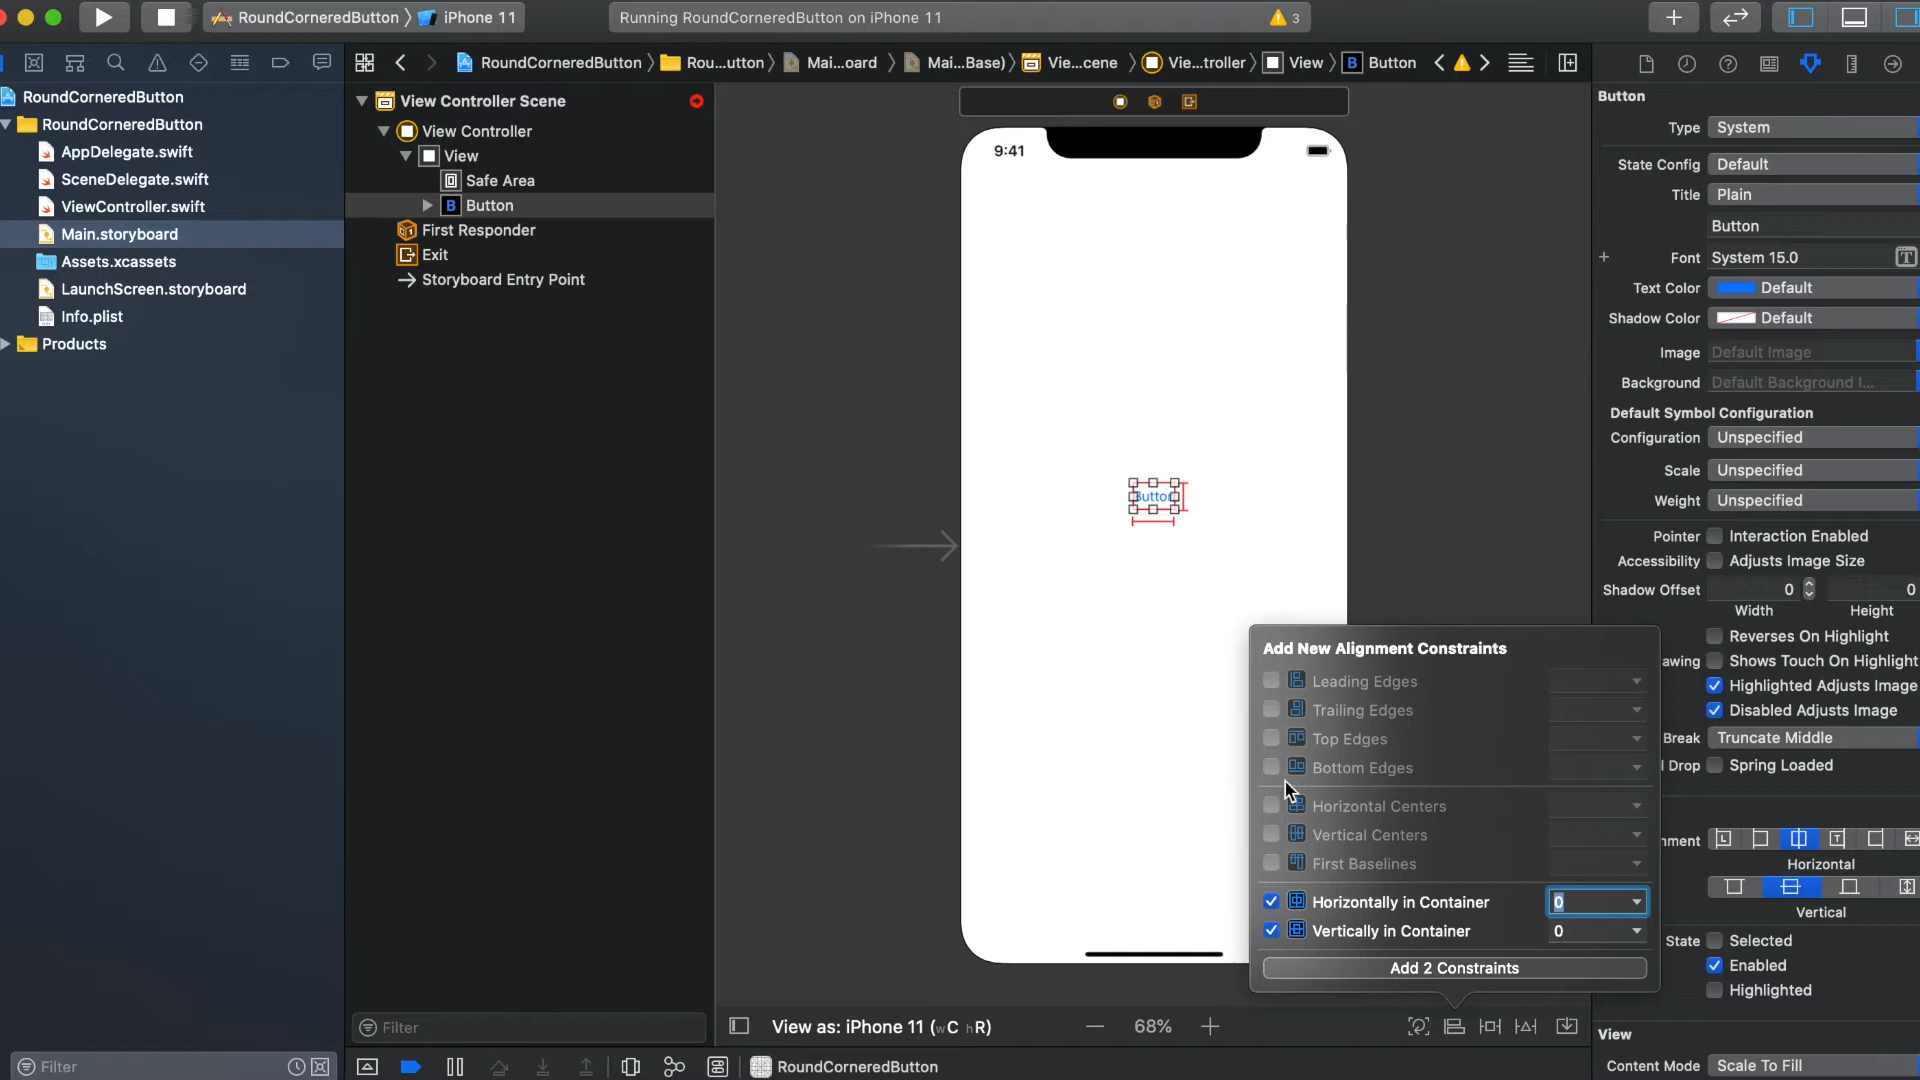 RoundCorneredButton
iPhone 11
Running RoundCorneredButton on iPhone 11
3
RoundCorneredButton
Rou...utton
Mai...oard
Mai...Base)
Vie...cene
Vie...troller
View
B
Button
RoundCorneredButton
RoundCorneredButton
AppDelegate.swift
SceneDelegate.swift
ViewController.swift
Main.storyboard
Assets.xcassets
LaunchScreen.storyboard
Info.plist
Products
Filter
View Controller Scene
View Controller
View
Safe Area
B Button
First Responder
Exit
Storyboard Entry Point
Filter
9:41
Button
Add New Alignment Constraints
Leading Edges
Trailing Edges
Top Edges
Bottom Edges
Horizontal Centers
Vertical Centers
First Baselines
Horizontally in Container 0
Vertically in Container 0
Add 2 Constraints
View as: iPhone 11 (wC hR)
68%
RoundCorneredButton
Button
Type System
State Config Default
Title Plain
Button
Font System 15.0 T
Text Color Default
Shadow Color Default
Image Default Image
Background Default Background I...
Default Symbol Configuration
Configuration Unspecified
Scale Unspecified
Weight Unspecified
Pointer Interaction Enabled
Accessibility Adjusts Image Size
Shadow Offset 0 0
Width Height
Reverses On Highlight
awing Shows Touch On Highlight
Highlighted Adjusts Image
Disabled Adjusts Image
Break Truncate Middle
l Drop Spring Loaded
nment
Horizontal
Vertical
State Selected
Enabled
Highlighted
View
Content Mode Scale To Fill